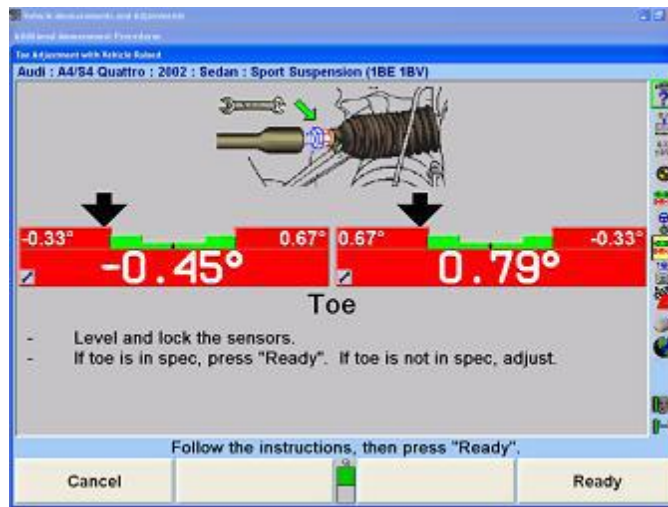 Vehicle Measurements and Adjustments
Additional Measurement Procedures
Toe Adjustment with Vehicle Raised
Audi : A4/S4 Quattro : 2002 : Sedan : Sport Suspension (1BE 1BV)
-0.33° 0.67° 0.67° -0.33°
-0.45° 0.79°
Toe
- Level and lock the sensors.
- If toe is in spec, press "Ready". If toe is not in spec, adjust.
Follow the instructions, then press "Ready".
Cancel Ready